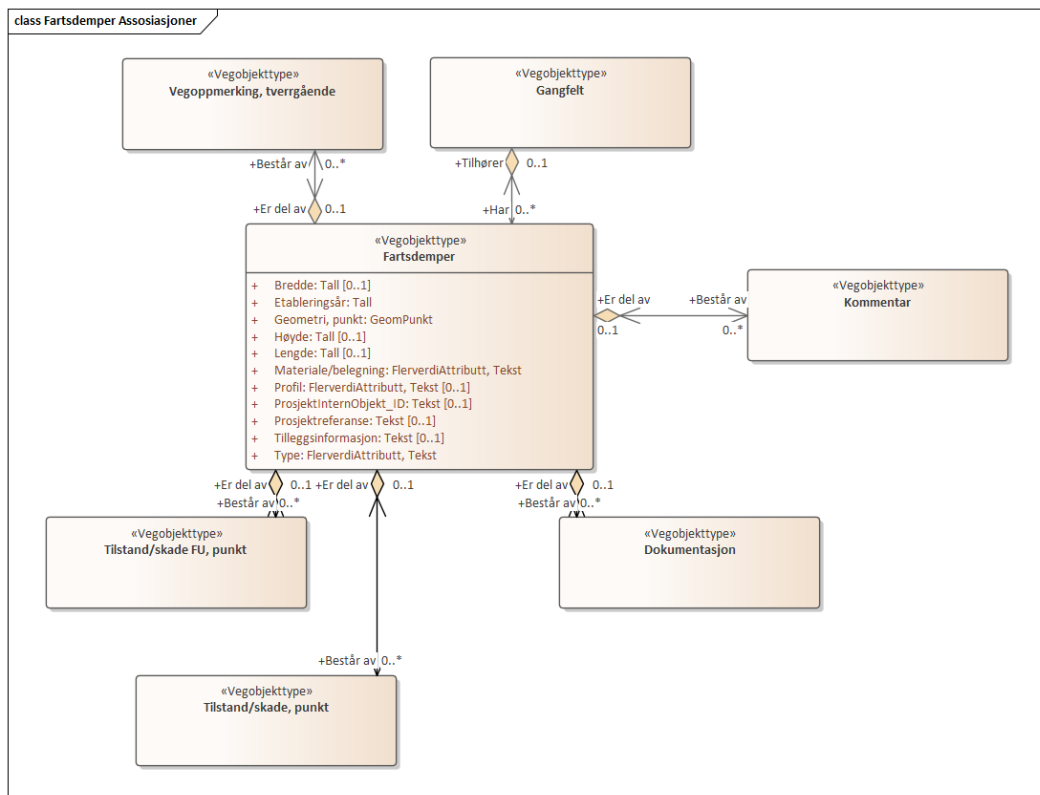 class Fartsdemper Assosiasjoner
«Vegobjekttype»
Vegoppmerking, tverrgående
«Vegobjekttype»
Gangfelt
+Består av 0..*
+Er del av 0..1
+Tilhører 0..1
+Har 0..*
«Vegobjekttype»
Fartsdemper
+ Bredde: Tall [0..1]
+ Etableringsår: Tall
+ Geometri, punkt: GeomPunkt
+ Høyde: Tall [0..1]
+ Lengde: Tall [0..1]
+ Materiale/belegning: FlerverdiAttributt, Tekst
+ Profil: FlerverdiAttributt, Tekst [0..1]
+ ProsjektInternObjekt_ID: Tekst [0..1]
+ Prosjektreferanse: Tekst [0..1]
+ Tilleggsinformasjon: Tekst [0..1]
+ Type: FlerverdiAttributt, Tekst
+Er del av
0..1
+Består av
0..*
«Vegobjekttype»
Kommentar
+Er del av 0..1
+Består av 0..*
«Vegobjekttype»
Tilstand/skade FU, punkt
+Er del av 0..1
+Består av 0..*
«Vegobjekttype»
Tilstand/skade, punkt
+Er del av 0..1
+Består av 0..*
«Vegobjekttype»
Dokumentasjon